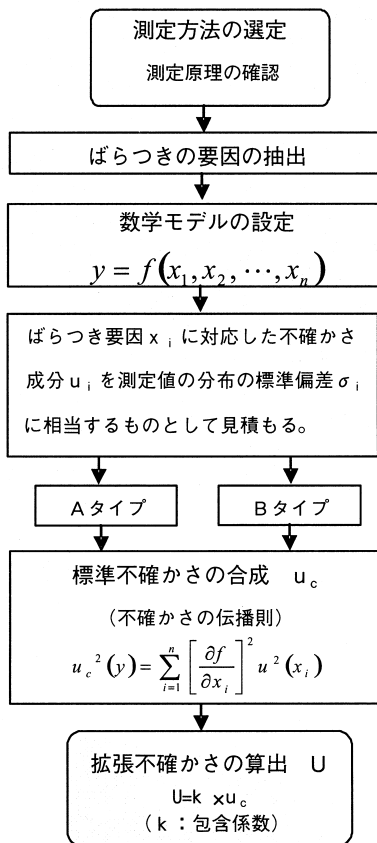 測定方法の選定
測定原理の確認
ばらつきの要因の抽出
数学モデルの設定
y = f(x₁, x₂, ⋯, xₙ)
ばらつき要因xᵢに対応した不確かさ
成分uᵢを測定値の分布の標準偏差σᵢ
に相当するものとして見積もる。
Aタイプ
Bタイプ
標準不確かさの合成 u_c
(不確かさの伝播則)
u_c²(y) = ∑_{i=1}^{n} [∂f/∂xᵢ]² u²(xᵢ)
拡張不確かさの算出 U
U=k ×u_c
(k:包含係数)